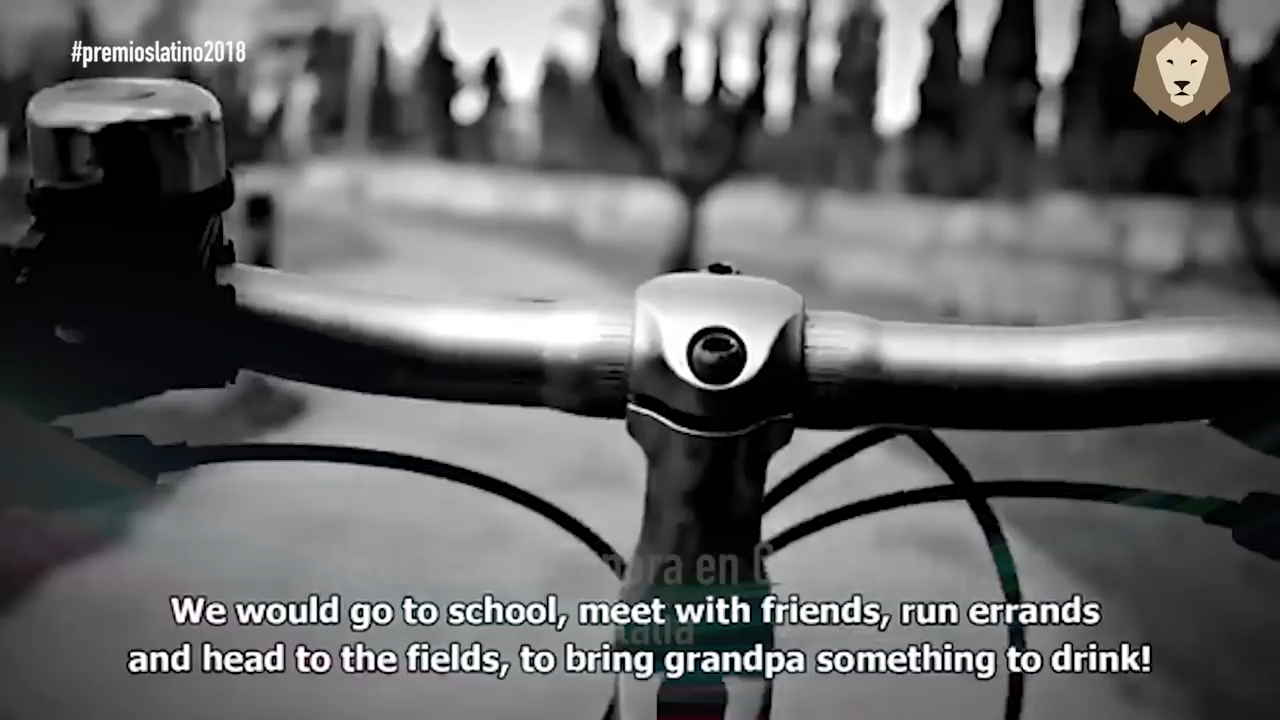 #premioslatino2018
en
We would go to school, meet with friends, run errands
and head to the fields, to bring grandpa something to drink!